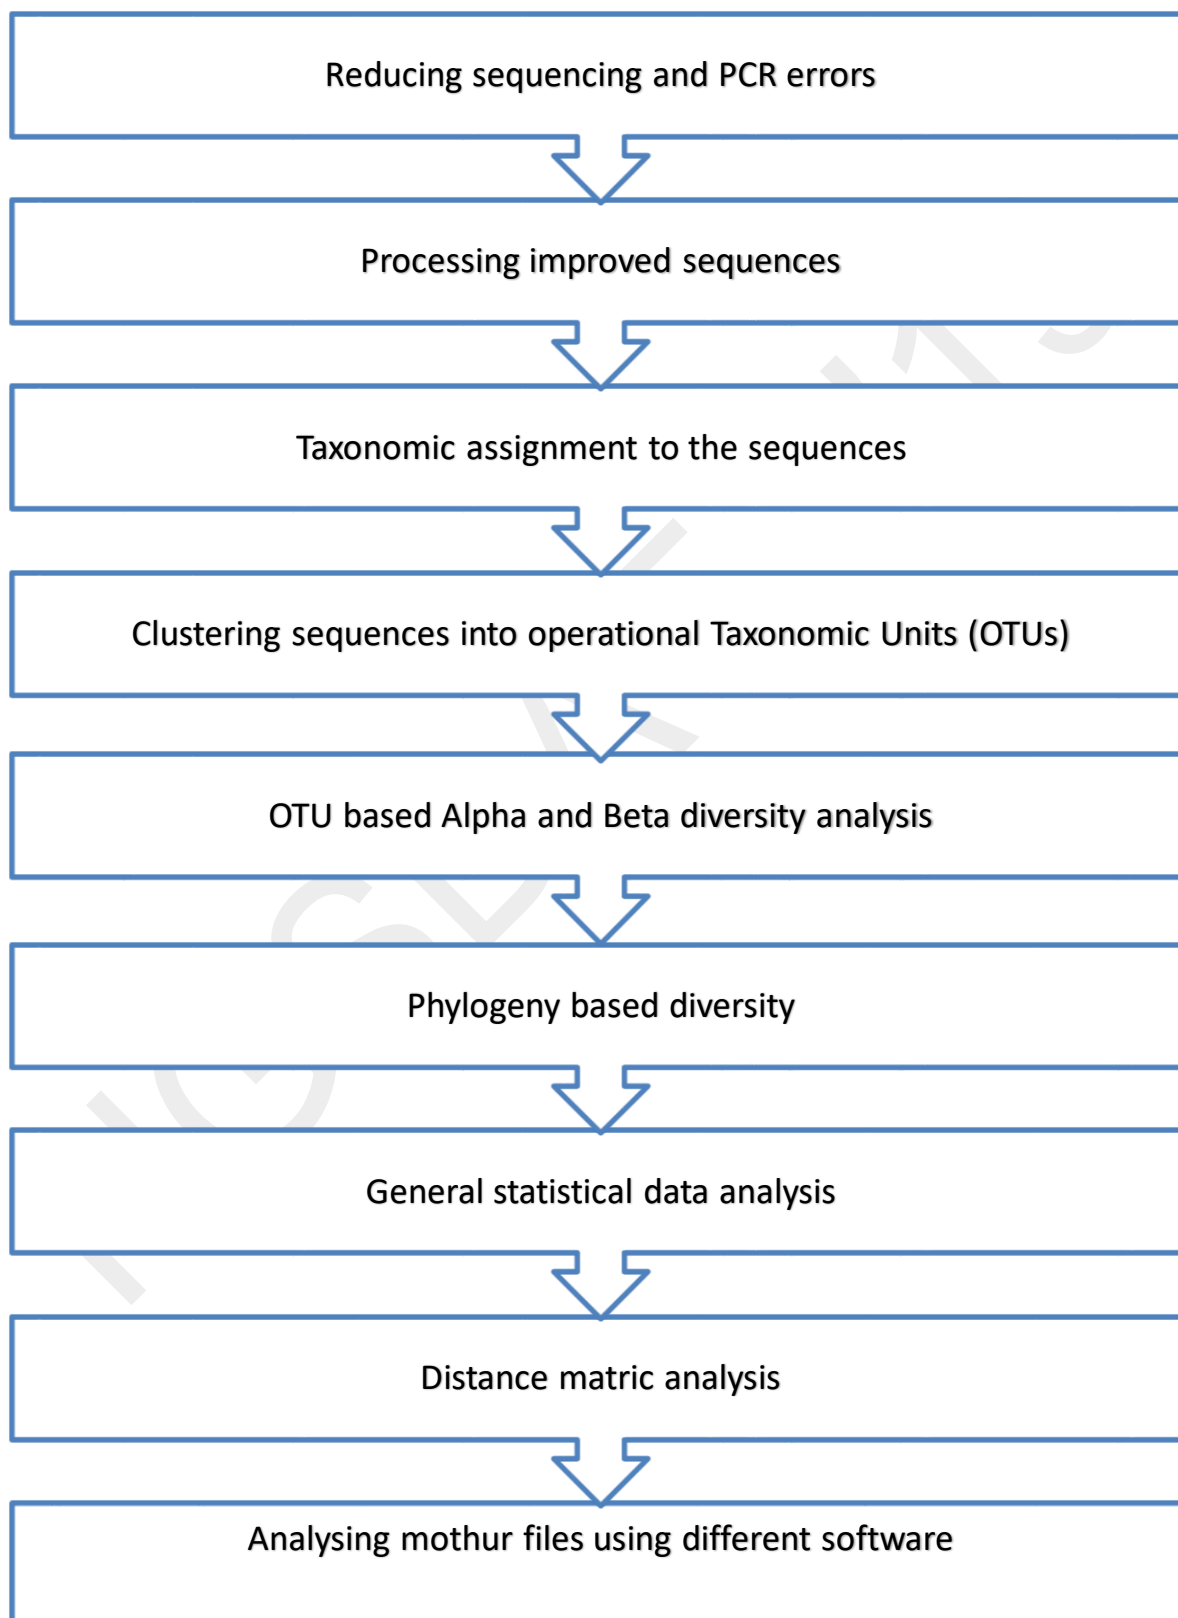 Reducing sequencing and PCR errors
Processing improved sequences
Taxonomic assignment to the sequences
Clustering sequences into operational Taxonomic Units (OTUs)
OTU based Alpha and Beta diversity analysis
Phylogeny based diversity
General statistical data analysis
Distance matric analysis
Analysing mothur files using different software